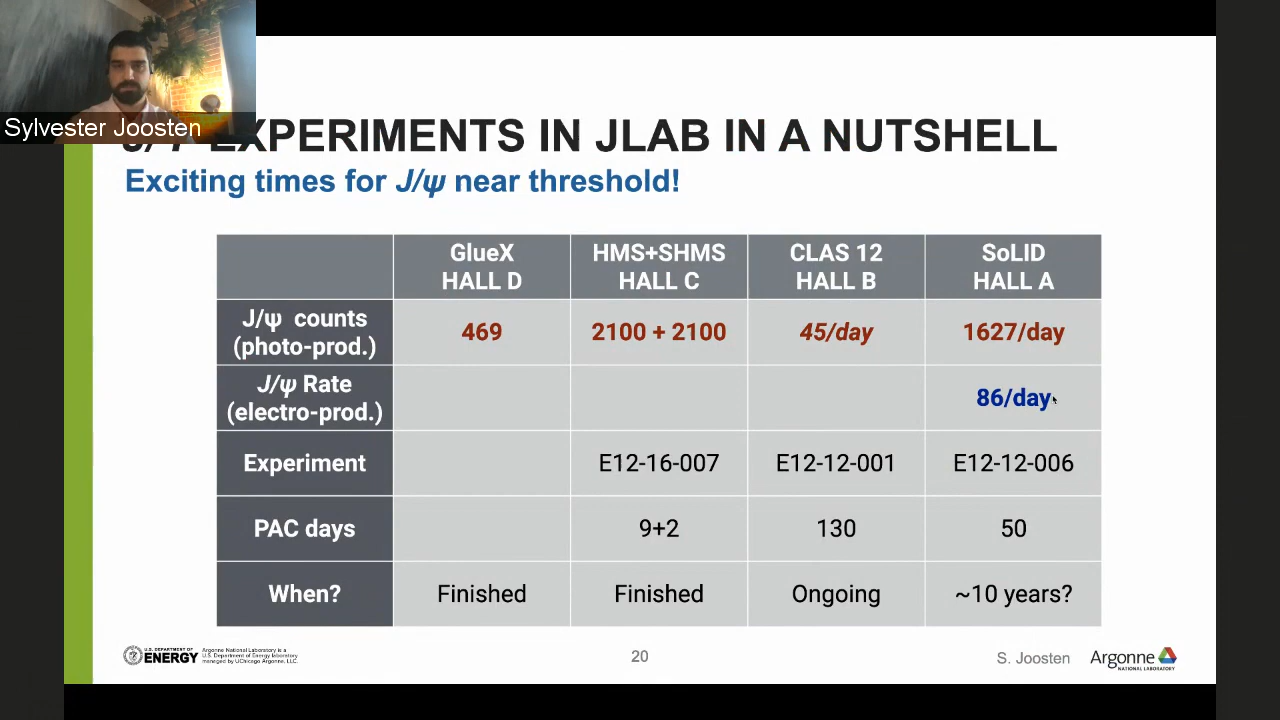 Sylvester Joosten
EXPERIMENTS IN JLAB IN A NUTSHELL
Exciting times for J/ψ near threshold!
GlueX HMS+SHMS CLAS 12 SoLID
HALL D HALL C HALL B HALL A
J/ψ counts
(photo-prod.)
469 2100 + 2100 45/day 1627/day
J/ψ Rate
(electro-prod.)
86/day
Experiment E12-16-007 E12-12-001 E12-12-006
PAC days 9+2 130 50
When? Finished Finished Ongoing ~10 years?
U.S. DEPARTMENT OF
ENERGY
Argonne National Laboratory is a
U.S. Department of Energy laboratory
managed by UChicago Argonne, LLC.
20
S. Joosten
Argonne
NATIONAL LABORATORY